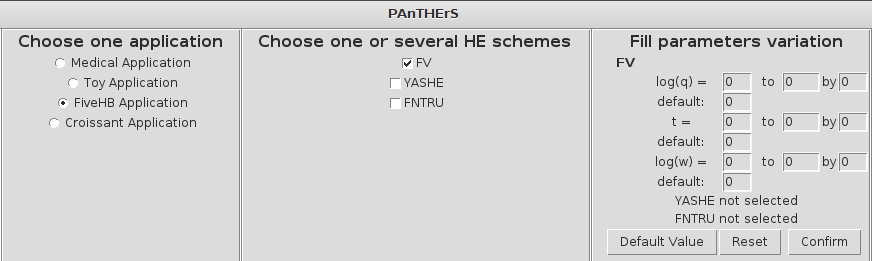 PAnTHErS
Choose one application
Medical Application
Toy Application
FiveHB Application
Croissant Application
Choose one or several HE schemes
FV
YASHE
FNTRU
Fill parameters variation
FV
log(q) = 0 to 0 by 0
default: 0
t = 0 to 0 by 0
default: 0
log(w) = 0 to 0 by 0
default: 0
YASHE not selected
FNTRU not selected
Default Value Reset Confirm